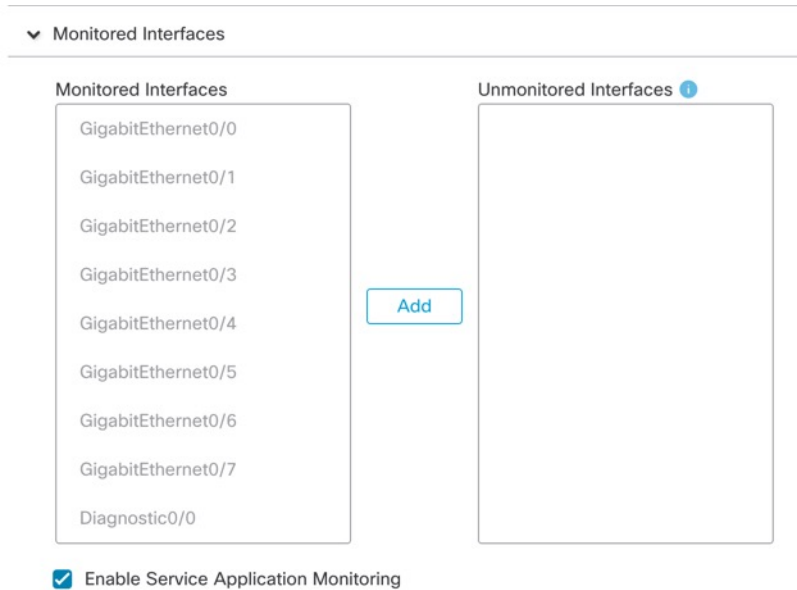 Monitored Interfaces
Monitored Interfaces
Unmonitored Interfaces
GigabitEthernet0/0
GigabitEthernet0/1
GigabitEthernet0/2
GigabitEthernet0/3
GigabitEthernet0/4
GigabitEthernet0/5
GigabitEthernet0/6
GigabitEthernet0/7
Diagnostic0/0
Add
Enable Service Application Monitoring